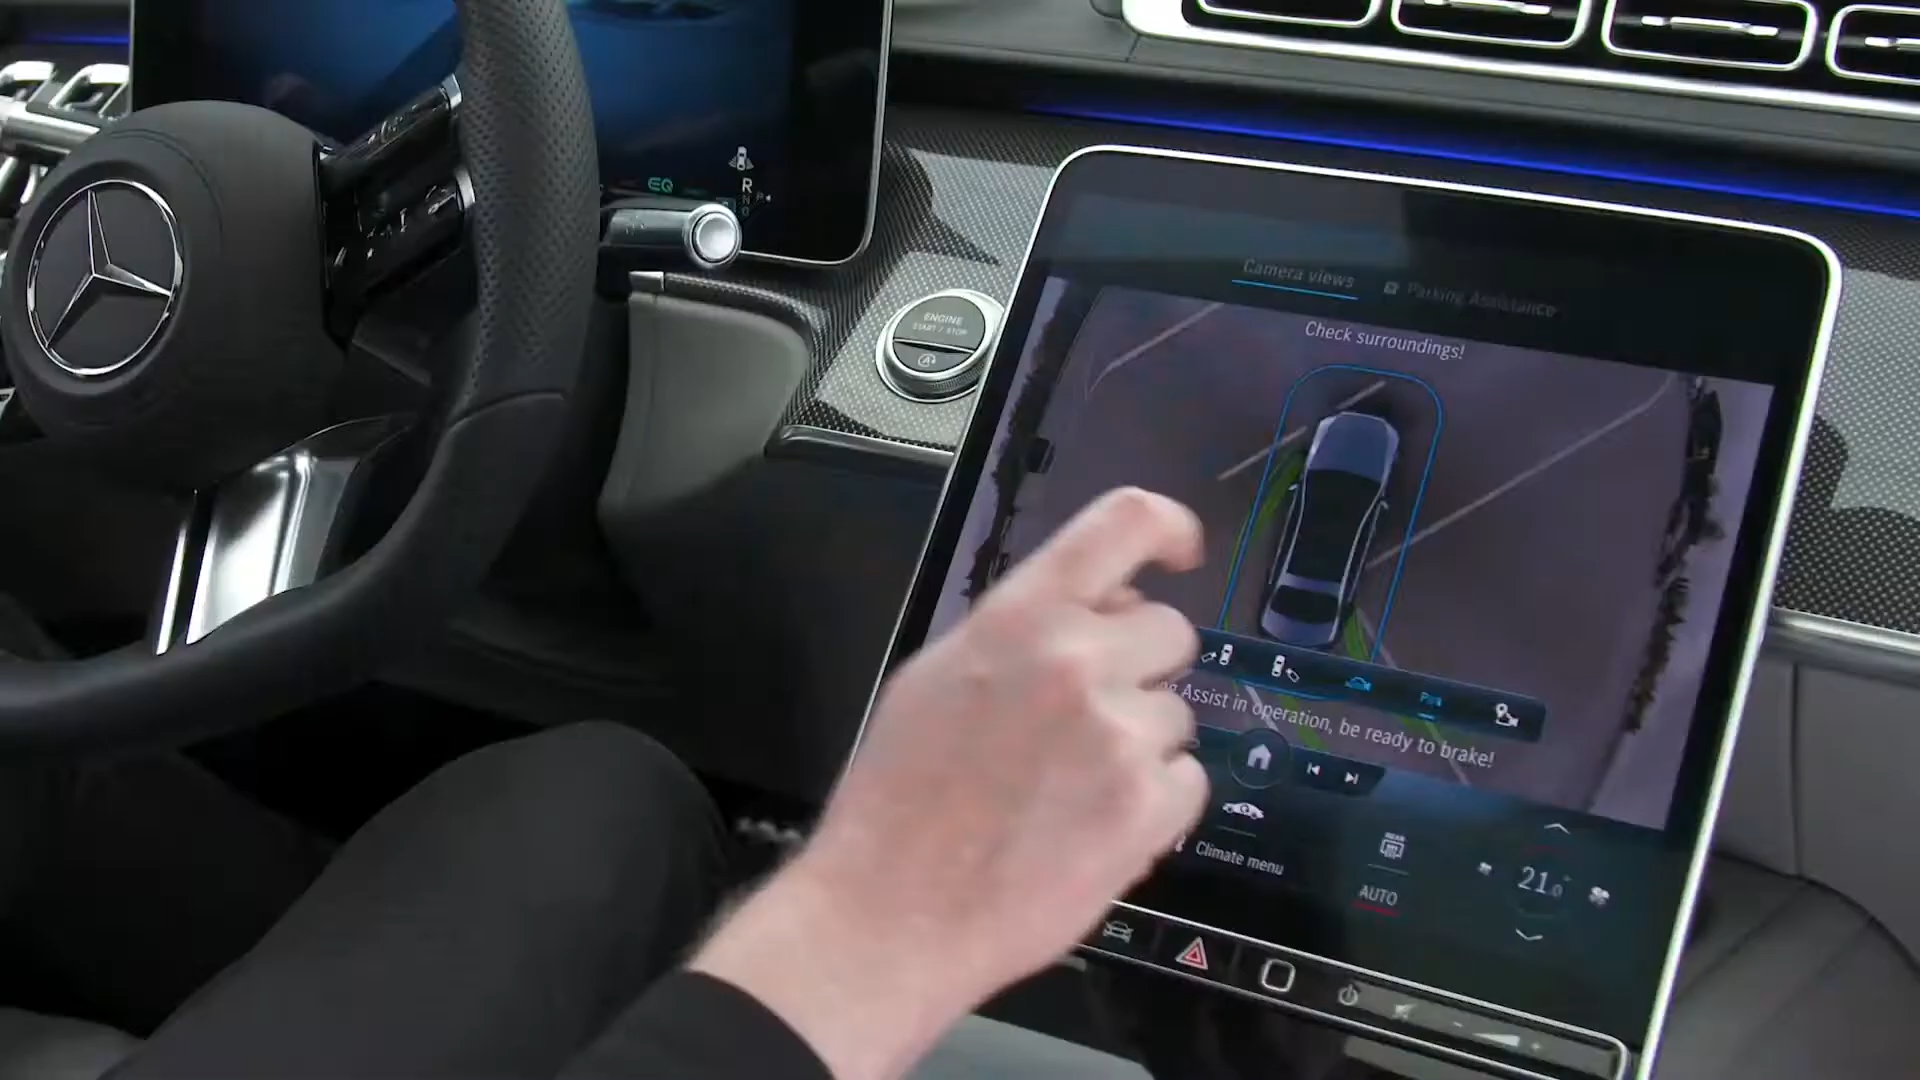 EQ
R
N
D
P
ENGINE
START / STOP
Camera views
Parking Assistance
Check surroundings!
Assist in operation, be ready to brake!
Climate menu
REAR
AUTO
21.0